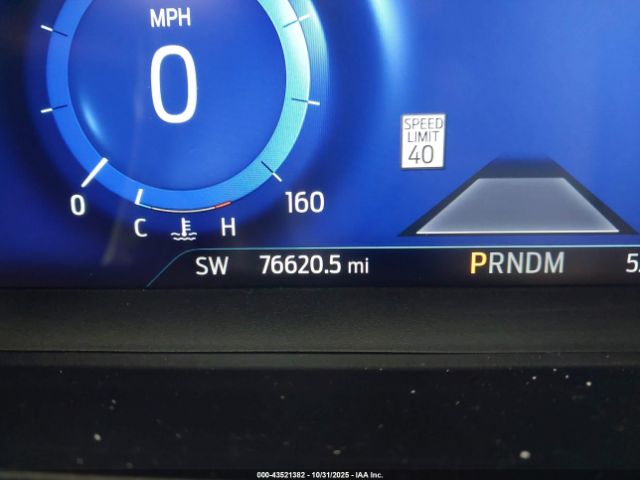 MPH
0
SPEED
LIMIT
40
0 160
C H
SW 76620.5 mi PRNDM 5.
000-43521382 - 10/31/2025 - IAA Inc.